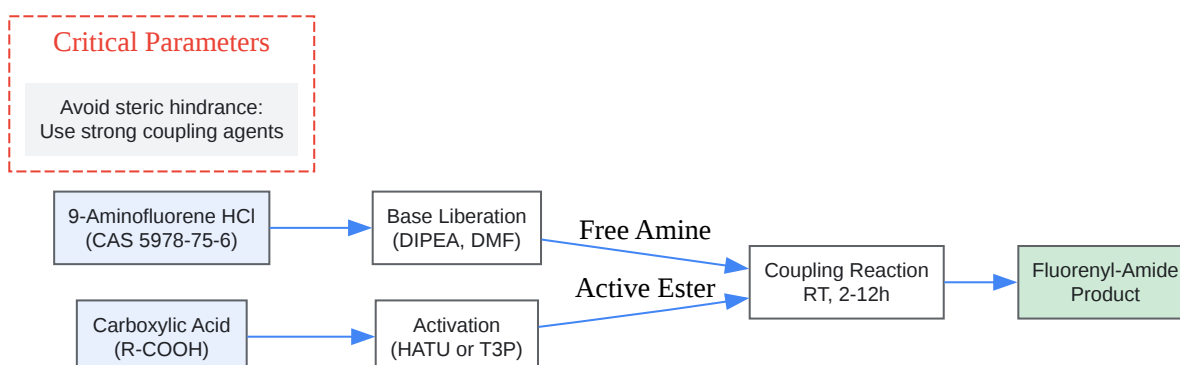 Critical Parameters
Avoid steric hindrance:
Use strong coupling agents
9-Aminofluorene HCl
(CAS 5978-75-6)
Base Liberation
(DIPEA, DMF)
Free Amine
Active Ester
Coupling Reaction
RT, 2-12h
Fluorenyl-Amide
Product
Carboxylic Acid
(R-COOH)
Activation
(HATU or T3P)